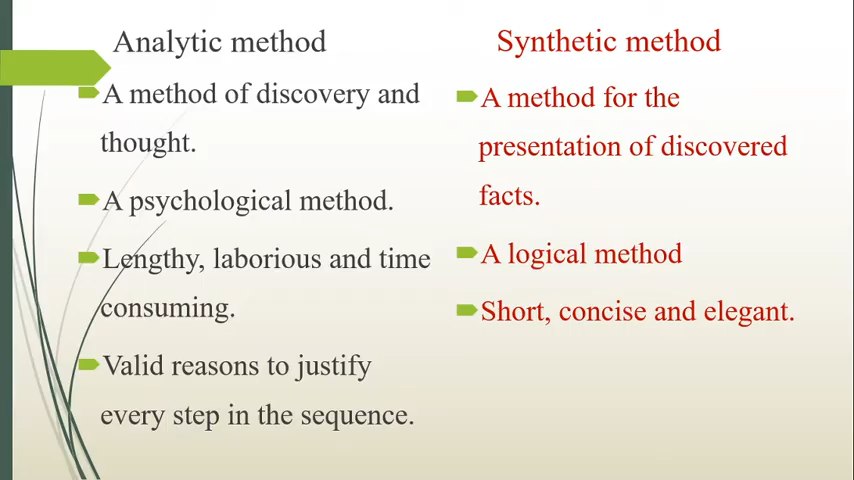 Analytic method
A method of discovery and
thought.
A psychological method.
Lengthy, laborious and time
consuming.
Valid reasons to justify
every step in the sequence.
Synthetic method
A method for the
presentation of discovered
facts.
A logical method
Short, concise and elegant.